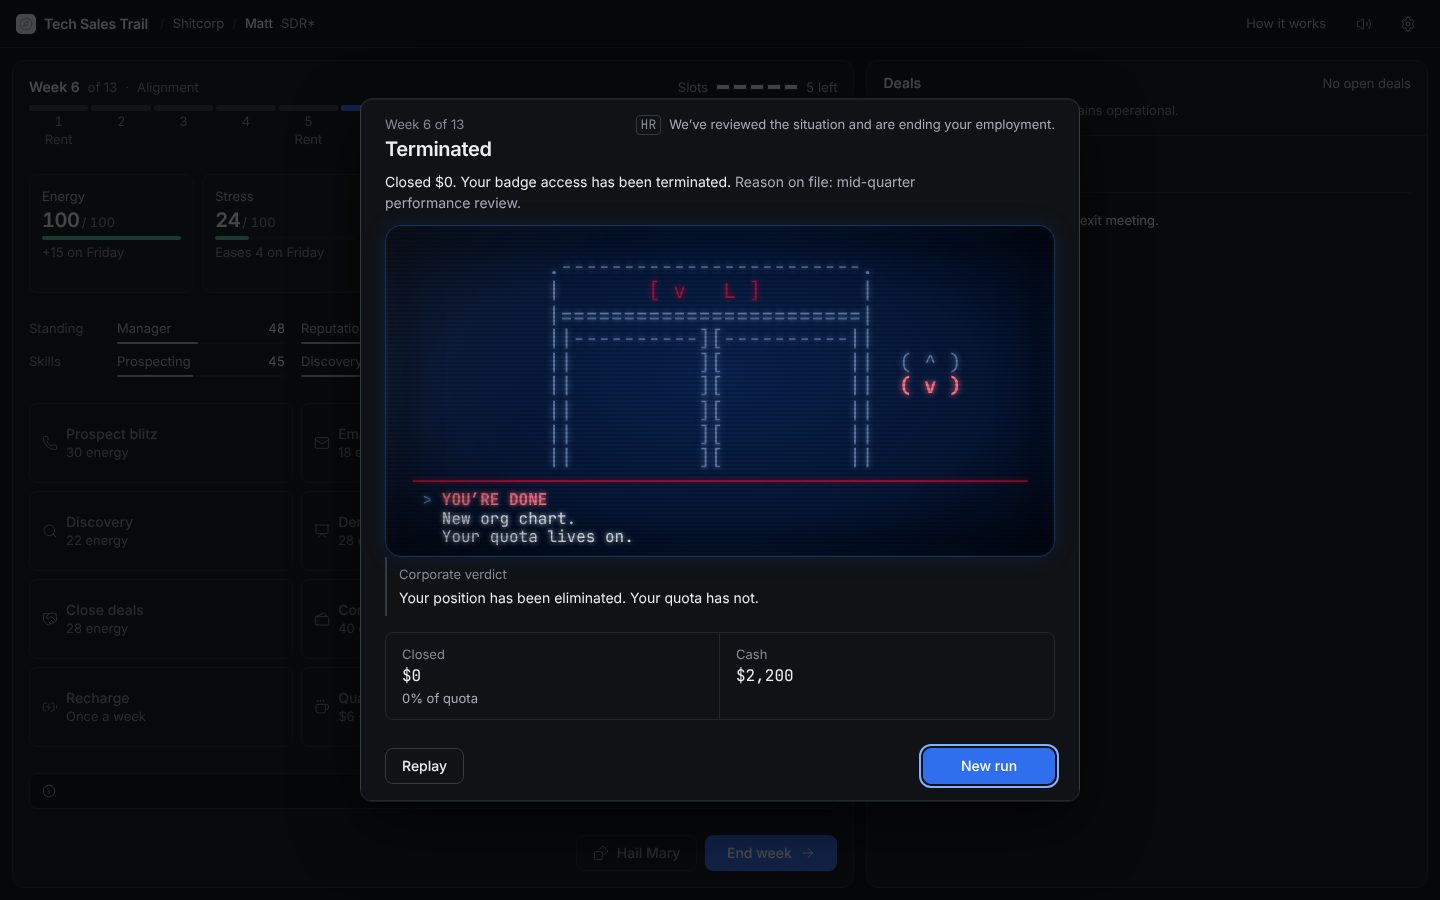 Tech Sales Trail / Shitcorp / Matt SDR*
How it works
Week 6 of 13 · Alignment
Slots 5 left
1 2 3 4 5
Rent Rent
Energy
100 / 100
+15 on Friday
Stress
24 / 100
Eases 4 on Friday
Standing Manager 48
Skills Prospecting 45 Discovery
Prospect blitz
30 energy
Discovery
22 energy
Close deals
28 energy
Recharge
Once a week
Hail Mary
End week →
Deals
No open deals
operational.
exit meeting.
Week 6 of 13
HR We've reviewed the situation and are ending your employment.
Terminated
Closed $0. Your badge access has been terminated. Reason on file: mid-quarter
performance review.
[ v L ]
( ^ )
( v )
> YOU'RE DONE
New org chart.
Your quota lives on.
Corporate verdict
Your position has been eliminated. Your quota has not.
Closed
$0
0% of quota
Cash
$2,200
Replay
New run